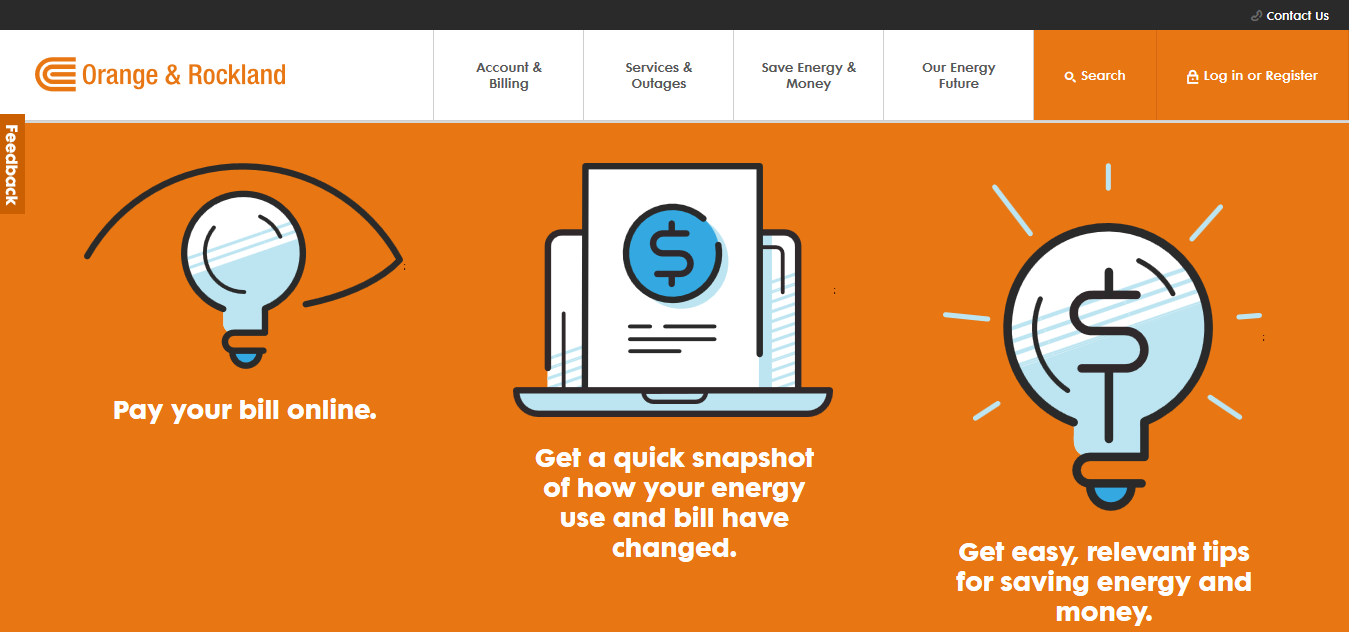 Contact Us
Orange & Rockland
Account &
Billing
Services &
Outages
Save Energy &
Money
Our Energy
Future
Search
Log in or Register
Feedback
$
;
$
;
;
Pay your bill online.
Get a quick snapshot
of how your energy
use and bill have
changed.
Get easy, relevant tips
for saving energy and
money.